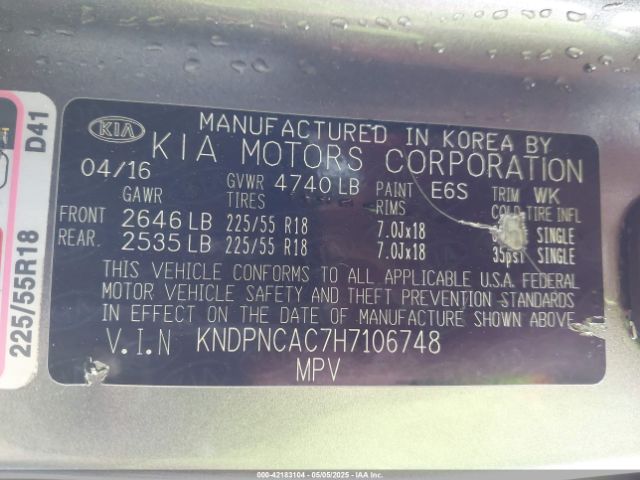 KIA
MANUFACTURED IN KOREA BY
KIA MOTORS CORPORATION
04/16 GVWR 4740 LB PAINT E6S TRIM WK
GAWR TIRES RIMS COLD TIRE INFL
FRONT 2646 LB 225/55 R18 7.0Jx18 SINGLE
REAR. 2535 LB 225/55 R18 7.0Jx18 35psi SINGLE
THIS VEHICLE CONFORMS TO ALL APPLICABLE U.S.A. FEDERAL
MOTOR VEHICLE SAFETY AND THEFT PREVENTION STANDARDS
IN EFFECT ON THE DATE OF MANUFACTURE SHOWN ABOVE.
V.I.N KNDPNCAC7H7106748
MPV
225/55R18 D41
000-42183104 - 05/05/2025 - IAAI.COM